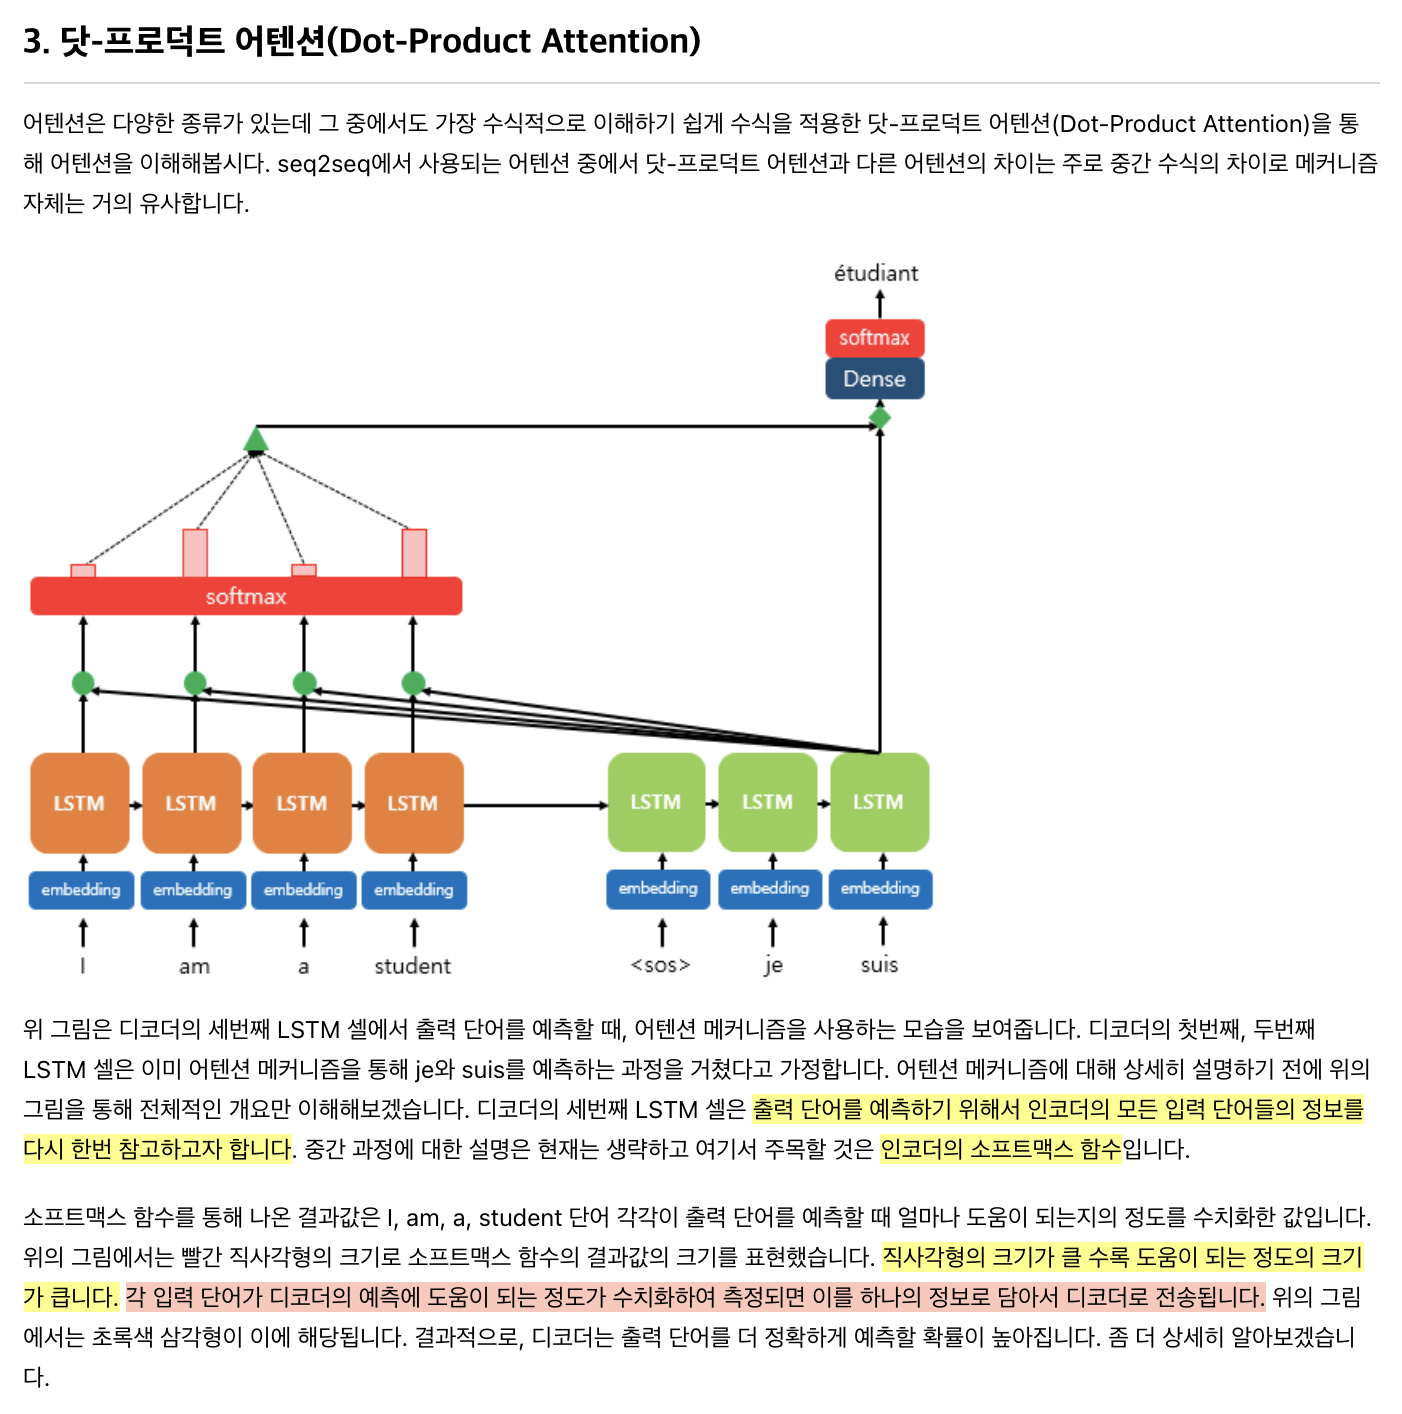 3. 닷-프로덕트 어텐션(Dot-Product Attention)
어텐션은 다양한 종류가 있는데 그 중에서도 가장 수식적으로 이해하기 쉽게 수식을 적용한 닷-프로덕트 어텐션(Dot-Product Attention)을 통
해 어텐션을 이해해봅시다. seq2seq에서 사용되는 어텐션 중에서 닷-프로덕트 어텐션과 다른 어텐션의 차이는 주로 중간 수식의 차이로 메커니즘
자체는 거의 유사합니다.
étudiant
softmax
Dense
softmax
LSTM LSTM LSTM LSTM LSTM LSTM LSTM
embedding embedding embedding embedding embedding embedding embedding
I am a student <sos> je suis
위 그림은 디코더의 세번째 LSTM 셀에서 출력 단어를 예측할 때, 어텐션 메커니즘을 사용하는 모습을 보여줍니다. 디코더의 첫번째, 두번째
LSTM 셀은 이미 어텐션 메커니즘을 통해 je와 suis를 예측하는 과정을 거쳤다고 가정합니다. 어텐션 메커니즘에 대해 상세히 설명하기 전에 위의
그림을 통해 전체적인 개요만 이해해보겠습니다. 디코더의 세번째 LSTM 셀은 출력 단어를 예측하기 위해서 인코더의 모든 입력 단어들의 정보를
다시 한번 참고하고자 합니다. 중간 과정에 대한 설명은 현재는 생략하고 여기서 주목할 것은 인코더의 소프트맥스 함수입니다.
소프트맥스 함수를 통해 나온 결과값은 I, am, a, student 단어 각각이 출력 단어를 예측할 때 얼마나 도움이 되는지의 정도를 수치화한 값입니다.
위의 그림에서는 빨간 직사각형의 크기로 소프트맥스 함수의 결과값의 크기를 표현했습니다. 직사각형의 크기가 클 수록 도움이 되는 정도의 크기
가 큽니다. 각 입력 단어가 디코더의 예측에 도움이 되는 정도가 수치화하여 측정되면 이를 하나의 정보로 담아서 디코더로 전송됩니다. 위의 그림
에서는 초록색 삼각형이 이에 해당됩니다. 결과적으로, 디코더는 출력 단어를 더 정확하게 예측할 확률이 높아집니다. 좀 더 상세히 알아보겠습니
다.